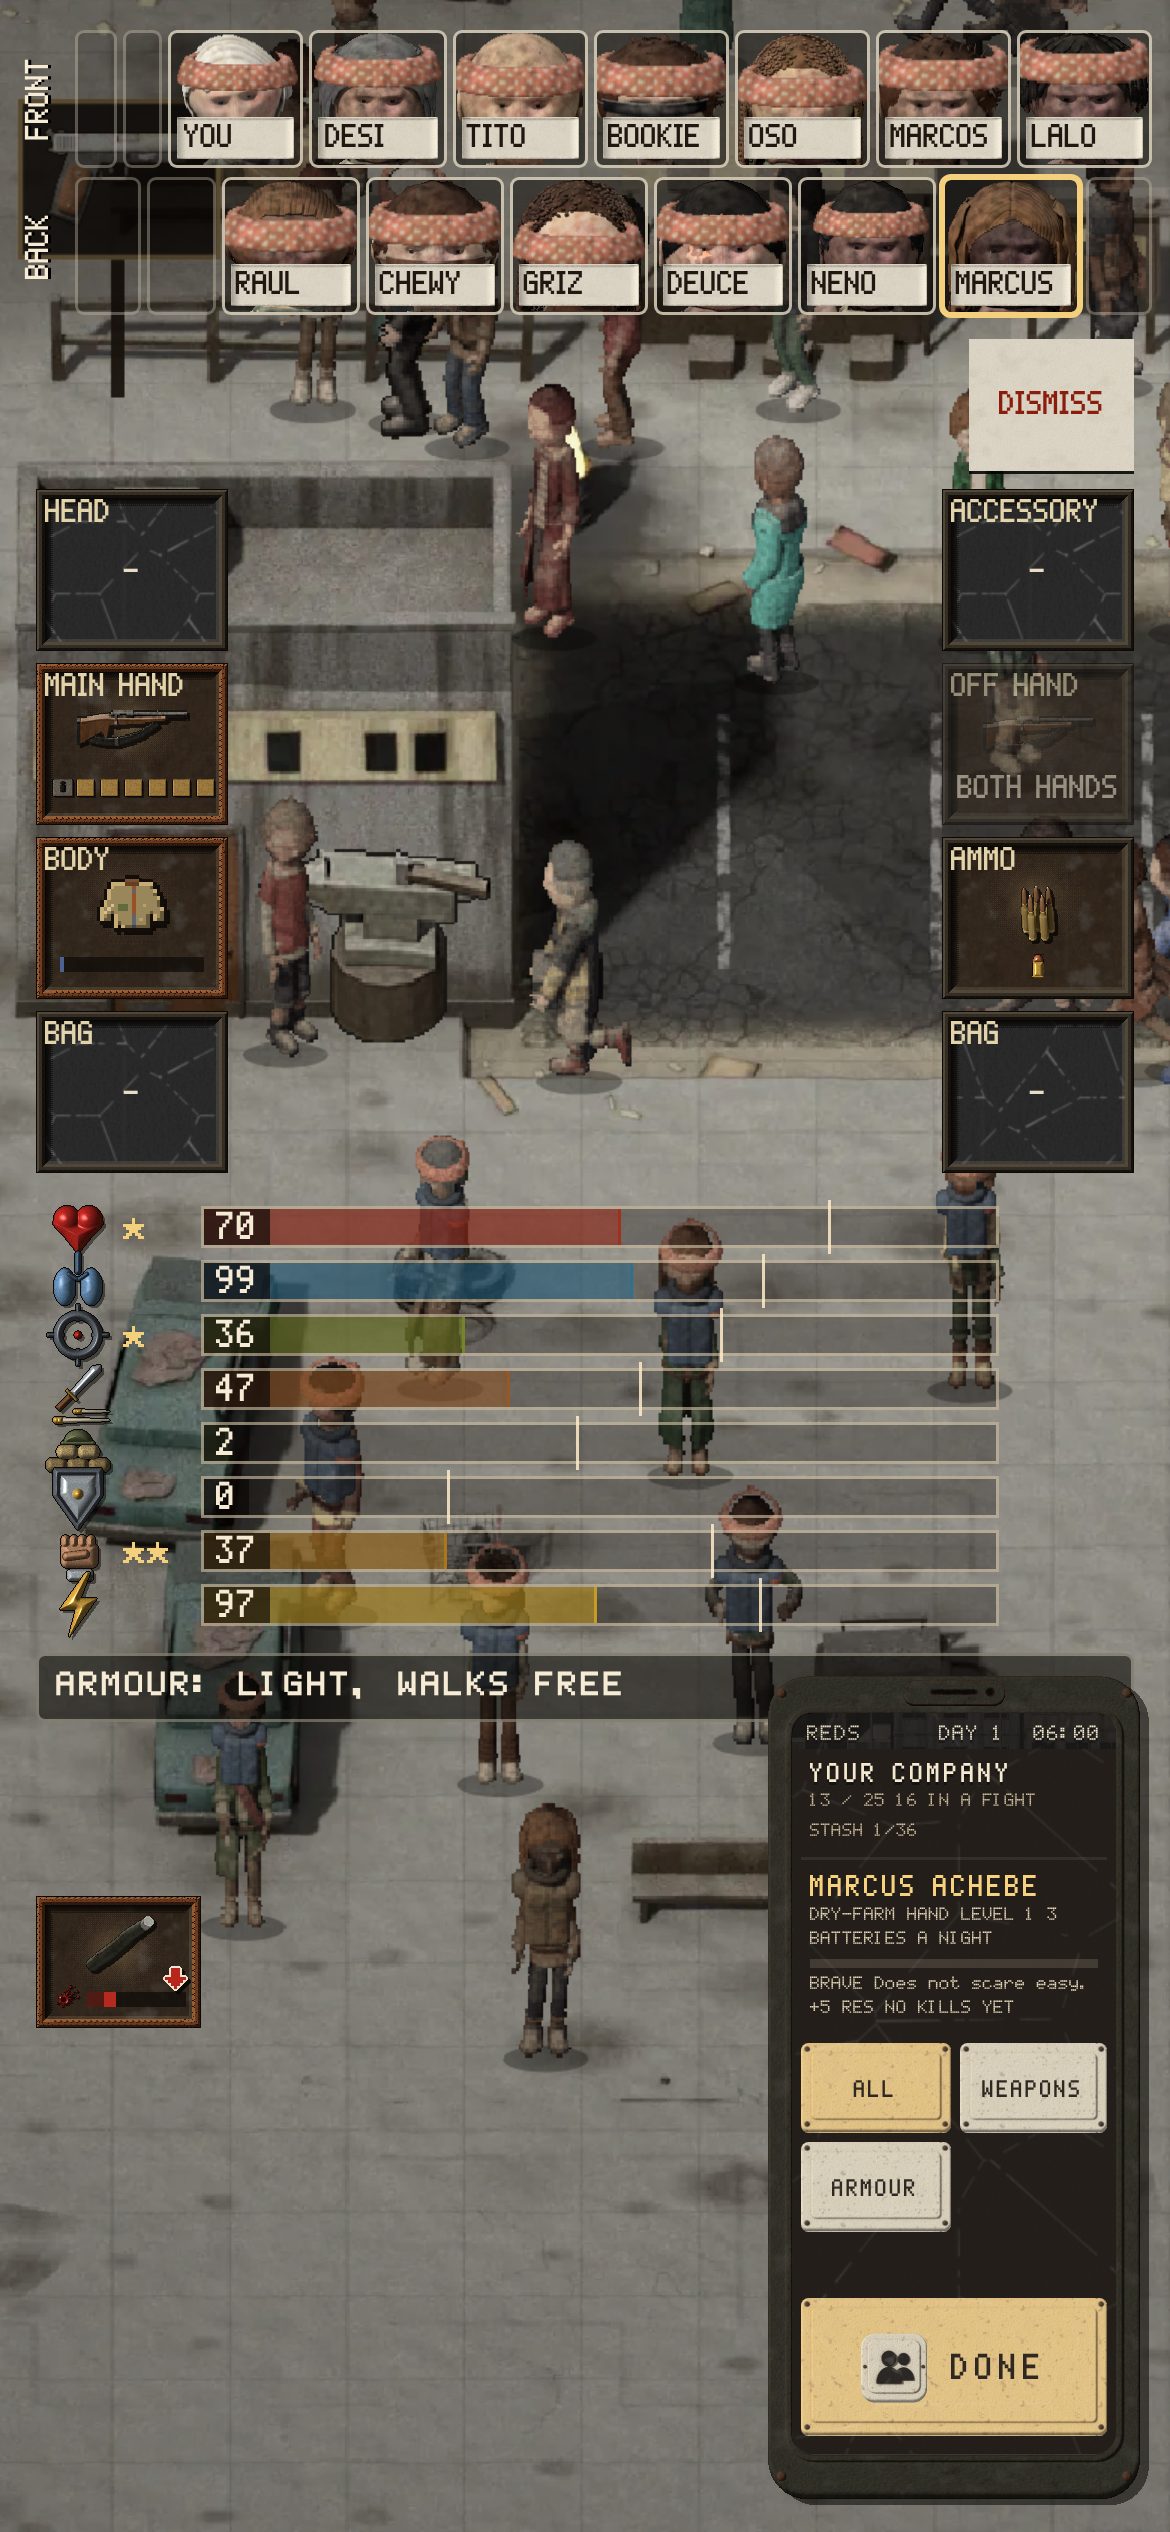 FRONT
YOU
DESI
TITO
BOOKIE
OSO
MARCOS
LALO
BACK
RAUL
CHEWY
GRIZ
DEUCE
NENO
MARCUS
DISMISS
HEAD
-
ACCESSORY
-
MAIN HAND
OFF HAND
BOTH HANDS
BODY
AMMO
BAG
-
BAG
-
70
99
36
47
2
0
37
97
ARMOUR: LIGHT, WALKS FREE
REDS DAY 1 06:00
YOUR COMPANY
13 / 25 16 IN A FIGHT
STASH 1/36
MARCUS ACHEBE
DRY-FARM HAND LEVEL 1 3
BATTERIES A NIGHT
BRAVE Does not scare easy.
+5 RES NO KILLS YET
ALL
WEAPONS
ARMOUR
DONE